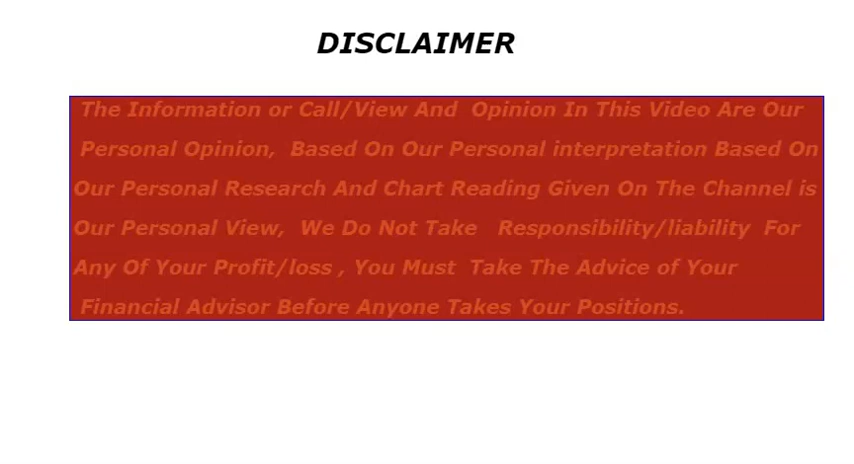 DISCLAIMER
The Information or Call/View And Opinion In This Video Are Our
Personal Opinion, Based On Our Personal interpretation Based On
Our Personal Research And Chart Reading Given On The Channel is
Our Personal View, We Do Not Take Responsibility/liability For
Any Of Your Profit/loss , You Must Take The Advice of Your
Financial Advisor Before Anyone Takes Your Positions.